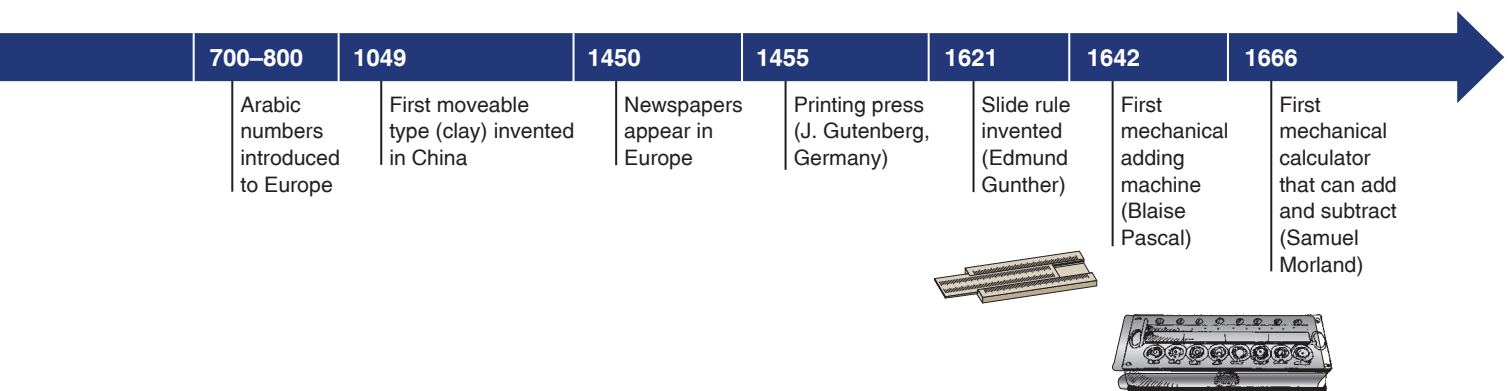 700–800
Arabic
numbers
introduced
to Europe
1049
First moveable
type (clay) invented
in China
1450
Newspapers
appear in
Europe
1455
Printing press
(J. Gutenberg,
Germany)
1621
Slide rule
invented
(Edmund
Gunther)
1642
First
mechanical
adding
machine
(Blaise
Pascal)
1666
First
mechanical
calculator
that can add
and subtract
(Samuel
Morland)